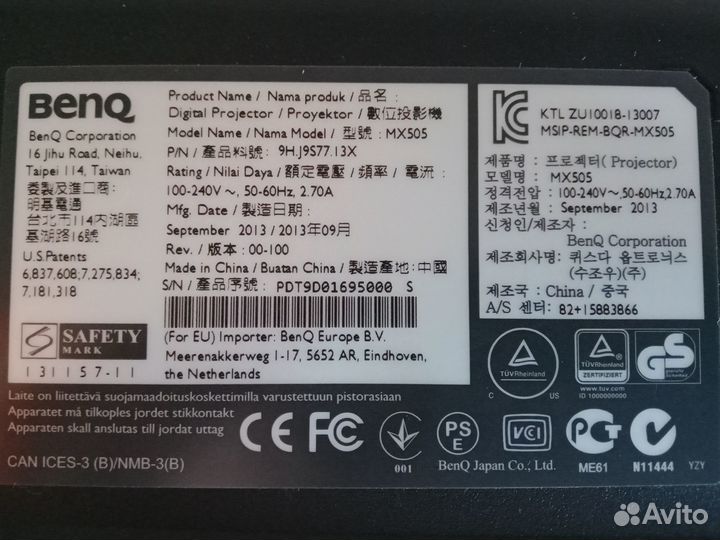 BenQ
BenQ Corporation
16 Jihu Road, Neihu,
Taipei 114, Taiwan
委製及進口商:
明基電通
台北市114內湖區
基湖路16號
U.S.Patents
6,837,608;7,275,834;
7,181,318
SAFETY
MARK
131157-11
Product Name / Nama produk / 品名 :
Digital Projector / Proyektor / 數位投影機
Model Name / Nama Model / 型號 : MX505
P/N / 產品料號: 9H.J9S77.13X
Rating / Nilai Daya / 額定電壓 / 頻率 / 電流 :
100-240V ~, 50-60Hz, 2.70A
Mfg. Date / 製造日期 :
September 2013 / 2013年09月
Rev. / 版本: 00-100
Made in China / Buatan China / 製造產地: 中國
S/N / 產品序號: PDT9D01695000 S
(For EU) Importer: BenQ Europe B.V.
Meerenakkerweg 1-17, 5652 AR, Eindhoven,
the Netherlands
KTL ZU10018-13007
MSIP-REM-BQR-MX505
제품명: 프로젝터( Projector)
모델명: MX505
정격전압: 100-240V~,50-60Hz,2.70A
제조년월: September 2013
신청인/제조자:
BenQ Corporation
제조회사명: 퀴스다 옵트로닉스
(수조우)(주)
제조국: China / 중국
A/S 센터: 82+15883866
TÜVRheinland
C US
TÜVRheinland
ZERTIFIZIERT
www.tuv.com
ID 1000000000
GS
geprüfte
Sicherheit
Laite on liitettävä suojamaadoituskoskettimilla varustettuun pistorasiaan
Apparatet må tilkoples jordet stikkontakt
Apparaten skall anslutas till jordat uttag
CAN ICES-3 (B)/NMB-3(B)
CE FC
001
PS
E
BenQ Japan Co., Ltd.
VCCI
ME61
N11444
YZY
Avito